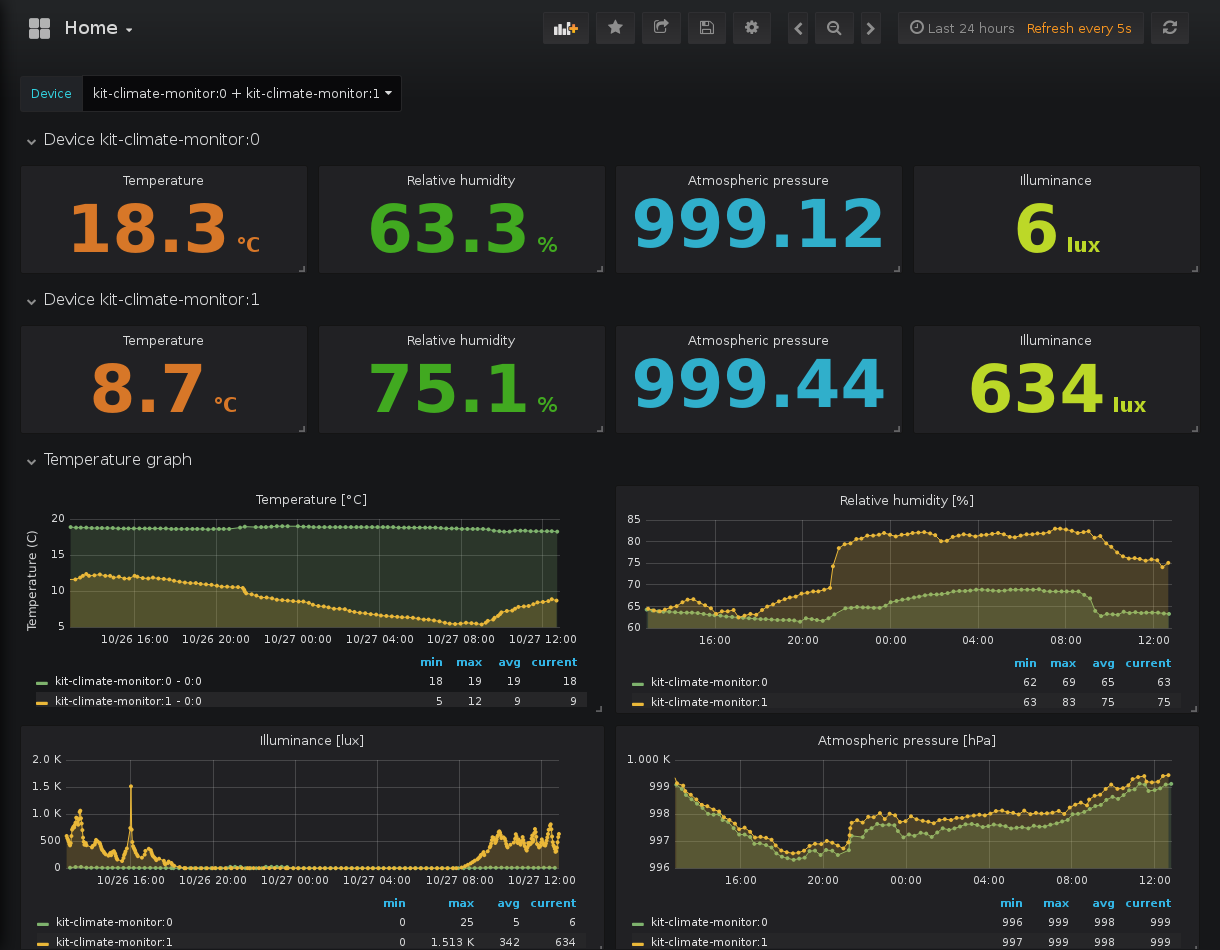 Home
Last 24 hours Refresh every 5s
Device kit-climate-monitor:0 + kit-climate-monitor:1
Device kit-climate-monitor:0
Temperature Relative humidity Atmospheric pressure Illuminance
18.3 °C 63.3 % 999.12 6 lux
Device kit-climate-monitor:1
Temperature Relative humidity Atmospheric pressure Illuminance
8.7 °C 75.1 % 999.44 634 lux
Temperature graph
Temperature [°C]
Temperature (C)
20
15
10
5
10/26 16:00 10/26 20:00 10/27 00:00 10/27 04:00 10/27 08:00 10/27 12:00
min max avg current
kit-climate-monitor:0 - 0:0 18 19 19 18
kit-climate-monitor:1 - 0:0 5 12 9 9
Relative humidity [%]
85
80
75
70
65
60
16:00 20:00 00:00 04:00 08:00 12:00
min max avg current
kit-climate-monitor:0 62 69 65 63
kit-climate-monitor:1 63 83 75 75
Illuminance [lux]
2.0 K
1.5 K
1.0 K
500
0
10/26 16:00 10/26 20:00 10/27 00:00 10/27 04:00 10/27 08:00 10/27 12:00
min max avg current
kit-climate-monitor:0 0 25 5 6
kit-climate-monitor:1 0 1.513 K 342 634
Atmospheric pressure [hPa]
1.000 K
999
998
997
996
16:00 20:00 00:00 04:00 08:00 12:00
min max avg current
kit-climate-monitor:0 996 999 998 999
kit-climate-monitor:1 997 999 998 999